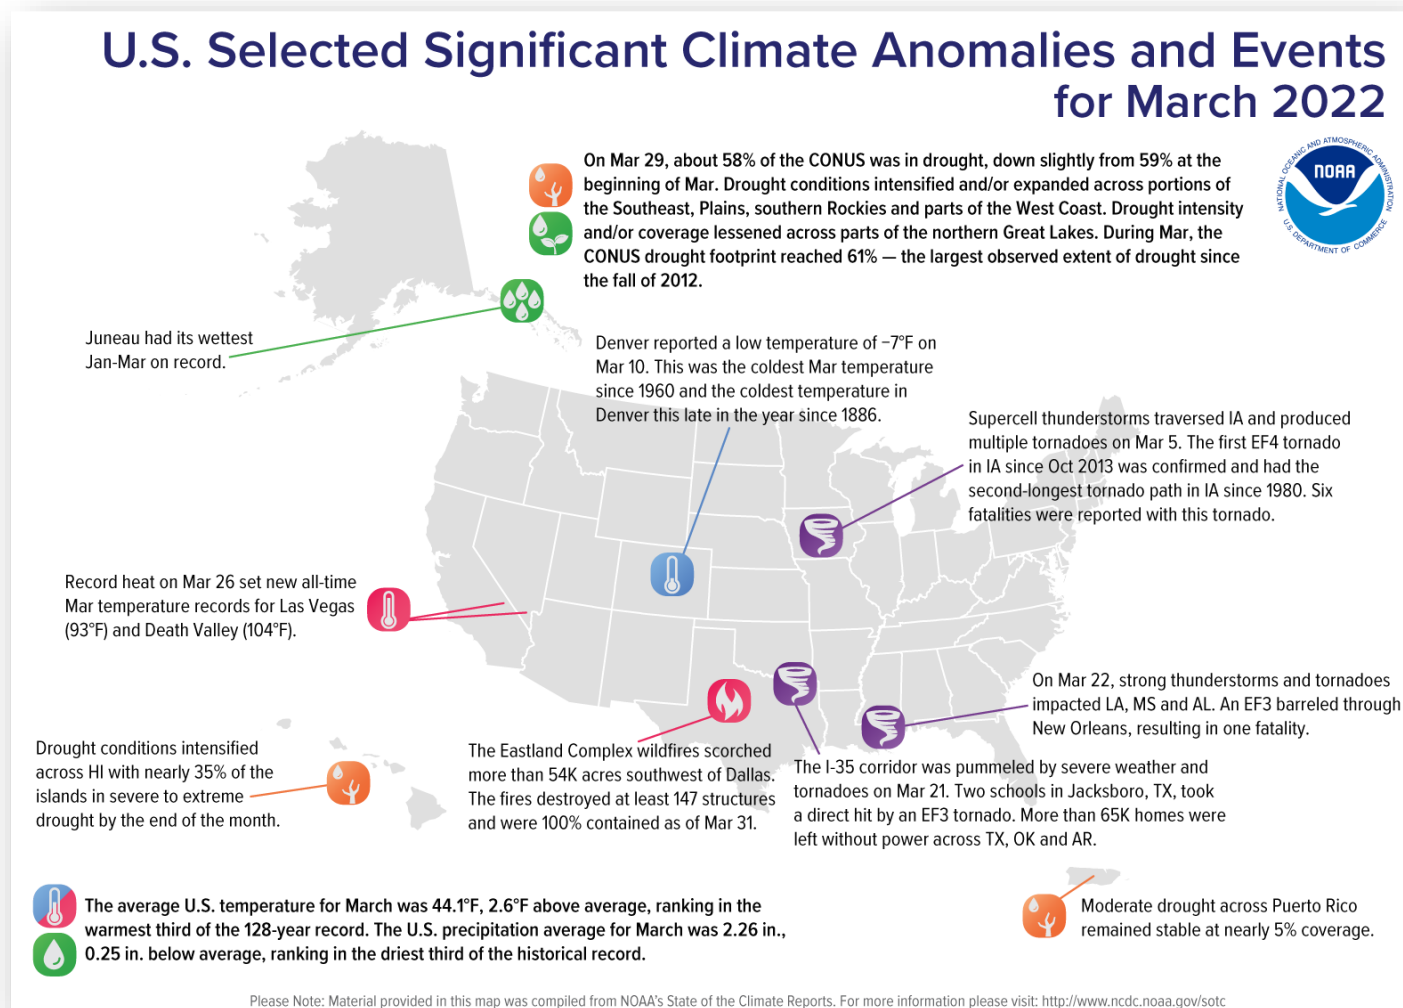 U.S. Selected Significant Climate Anomalies and Events
for March 2022
On Mar 29, about 58% of the CONUS was in drought, down slightly from 59% at the
beginning of Mar. Drought conditions intensified and/or expanded across portions of
the Southeast, Plains, southern Rockies and parts of the West Coast. Drought intensity
and/or coverage lessened across parts of the northern Great Lakes. During Mar, the
CONUS drought footprint reached 61% — the largest observed extent of drought since
the fall of 2012.
NATIONAL OCEANIC AND ATMOSPHERIC ADMINISTRATION
NOAA
U.S. DEPARTMENT OF COMMERCE
Juneau had its wettest
Jan-Mar on record.
Denver reported a low temperature of −7°F on
Mar 10. This was the coldest Mar temperature
since 1960 and the coldest temperature in
Denver this late in the year since 1886.
Supercell thunderstorms traversed IA and produced
multiple tornadoes on Mar 5. The first EF4 tornado
in IA since Oct 2013 was confirmed and had the
second-longest tornado path in IA since 1980. Six
fatalities were reported with this tornado.
Record heat on Mar 26 set new all-time
Mar temperature records for Las Vegas
(93°F) and Death Valley (104°F).
On Mar 22, strong thunderstorms and tornadoes
impacted LA, MS and AL. An EF3 barreled through
New Orleans, resulting in one fatality.
Drought conditions intensified
across HI with nearly 35% of the
islands in severe to extreme
drought by the end of the month.
The Eastland Complex wildfires scorched
more than 54K acres southwest of Dallas.
The fires destroyed at least 147 structures
and were 100% contained as of Mar 31.
The I-35 corridor was pummeled by severe weather and
tornadoes on Mar 21. Two schools in Jacksboro, TX, took
a direct hit by an EF3 tornado. More than 65K homes were
left without power across TX, OK and AR.
The average U.S. temperature for March was 44.1°F, 2.6°F above average, ranking in the
warmest third of the 128-year record. The U.S. precipitation average for March was 2.26 in.,
0.25 in. below average, ranking in the driest third of the historical record.
Moderate drought across Puerto Rico
remained stable at nearly 5% coverage.
Please Note: Material provided in this map was compiled from NOAA's State of the Climate Reports. For more information please visit: http://www.ncdc.noaa.gov/sotc